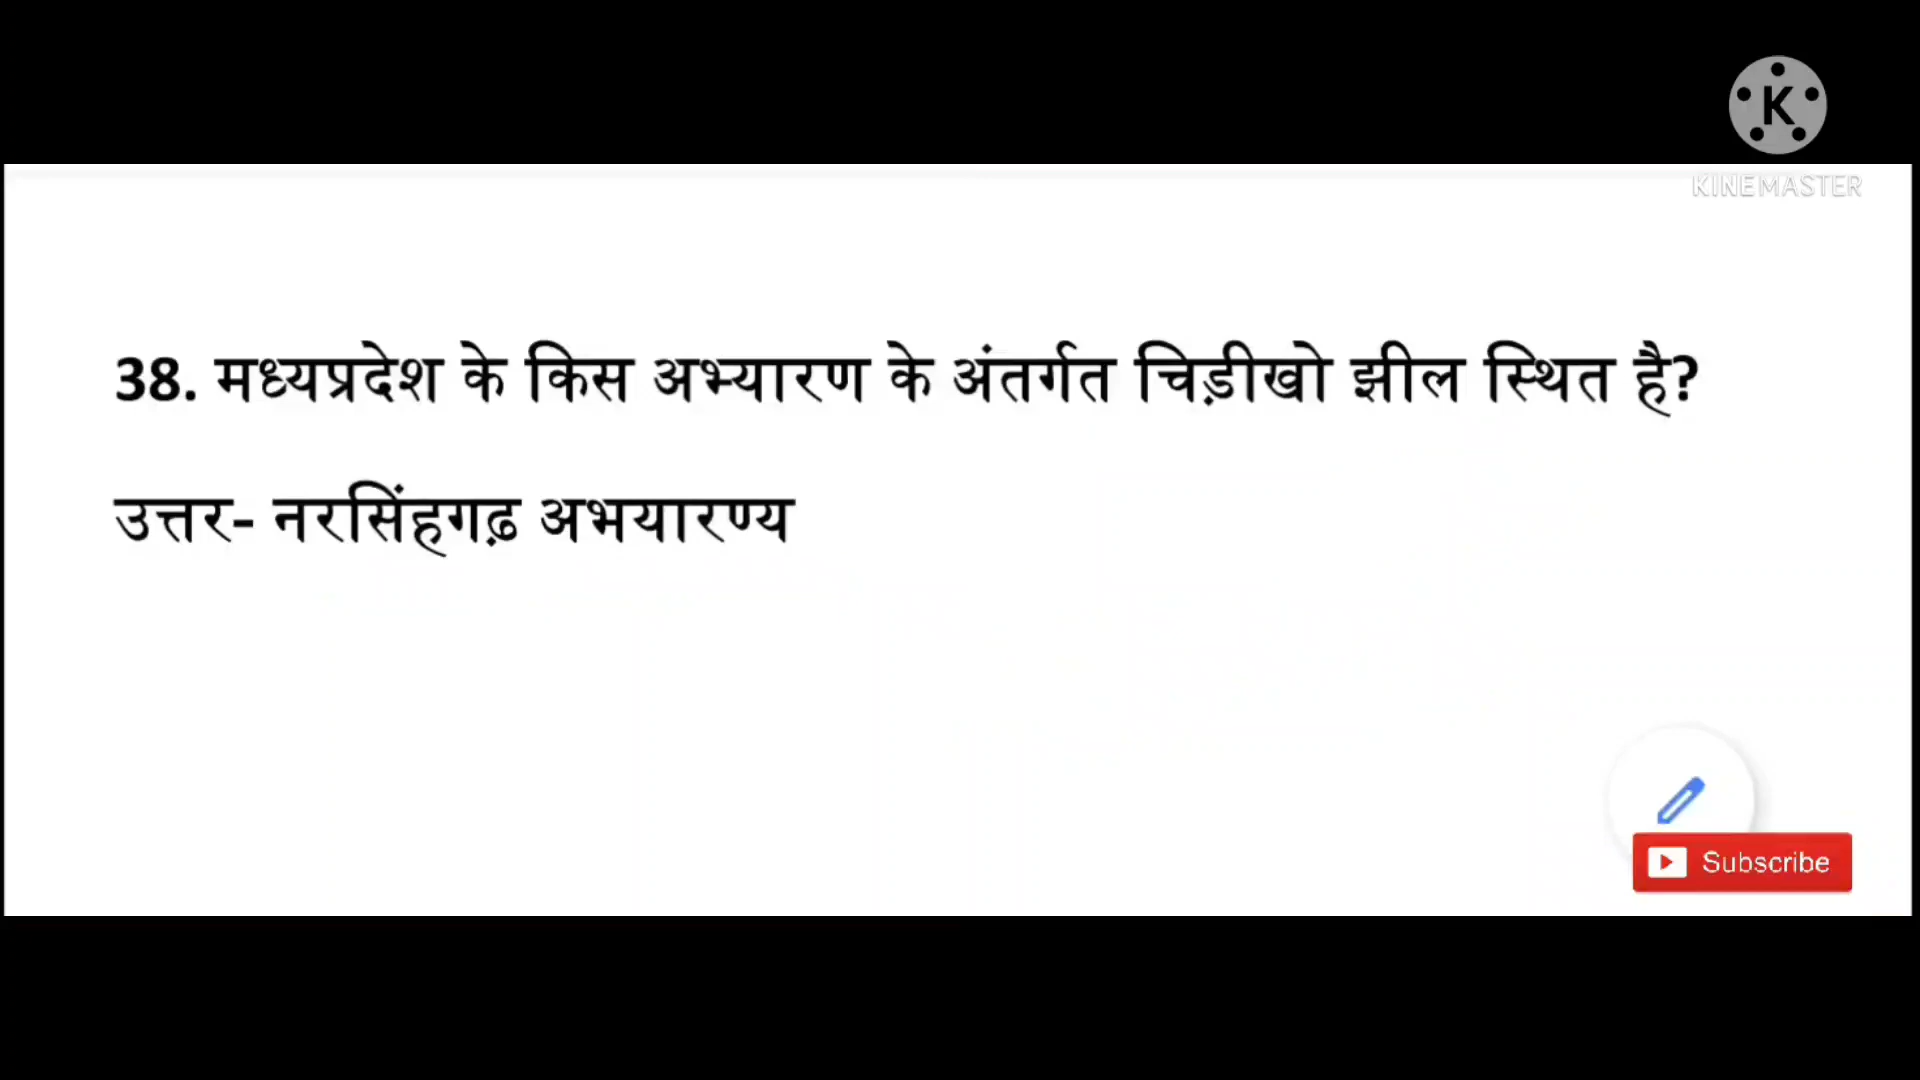 K
KINEMASTER
38. मध्यप्रदेश के किस अभ्यारण के अंतर्गत चिड़ीखो झील स्थित है?
उत्तर- नरसिंहगढ़ अभयारण्य
Subscribe